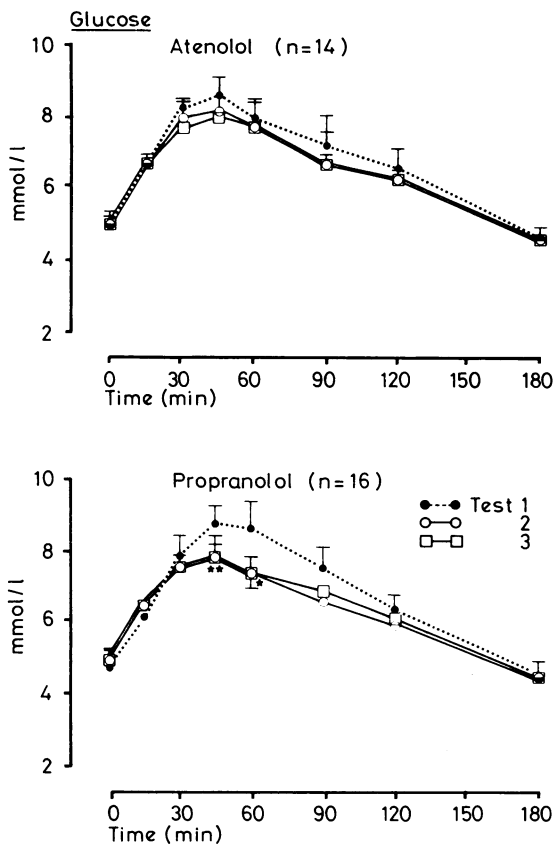 Glucose
Atenolol (n=14)
10
8
6
4
2
mmol/l
0 30 60 90 120 150 180
Time (min)
Propranolol (n=16)
Test 1
2
3
10
8
6
4
2
mmol/l
**
*
0 30 60 90 120 150 180
Time (min)